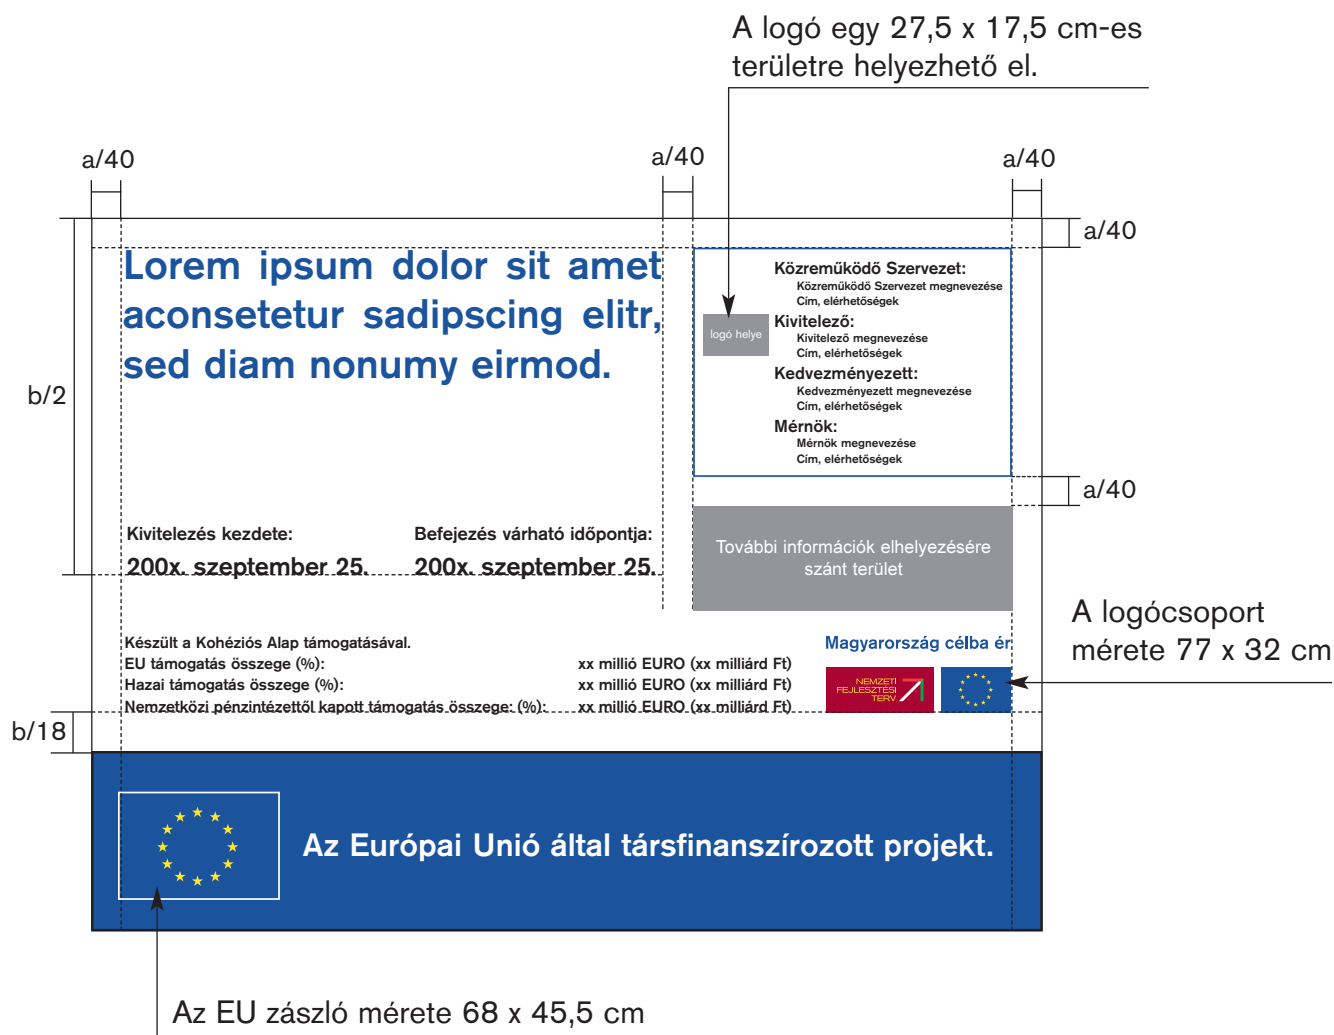 A logó egy 27,5 x 17,5 cm-es
területre helyezhető el.
a/40
a/40
a/40
a/40
Lorem ipsum dolor sit amet
aconsetetur sadipscing elitr,
sed diam nonumy eirmod.
b/2
logó helye
Közreműködő Szervezet:
Közreműködő Szervezet megnevezése
Cím, elérhetőségek
Kivitelező:
Kivitelező megnevezése
Cím, elérhetőségek
Kedvezményezett:
Kedvezményezett megnevezése
Cím, elérhetőségek
Mérnök:
Mérnök megnevezése
Cím, elérhetőségek
a/40
Kivitelezés kezdete:
200x. szeptember 25.
Befejezés várható időpontja:
200x. szeptember 25.
További információk elhelyezésére
szánt terület
A logócsoport
mérete 77 x 32 cm
Készült a Kohéziós Alap támogatásával.
EU támogatás összege (%): xx millió EURO (xx milliárd Ft)
Hazai támogatás összege (%): xx millió EURO (xx milliárd Ft)
Nemzetközi pénzintézettől kapott támogatás összege: (%): xx millió EURO (xx milliárd Ft)
Magyarország célba ér
NEMZETI
FEJLESZTÉSI
TERV
b/18
Az Európai Unió által társfinanszírozott projekt.
Az EU zászló mérete 68 x 45,5 cm